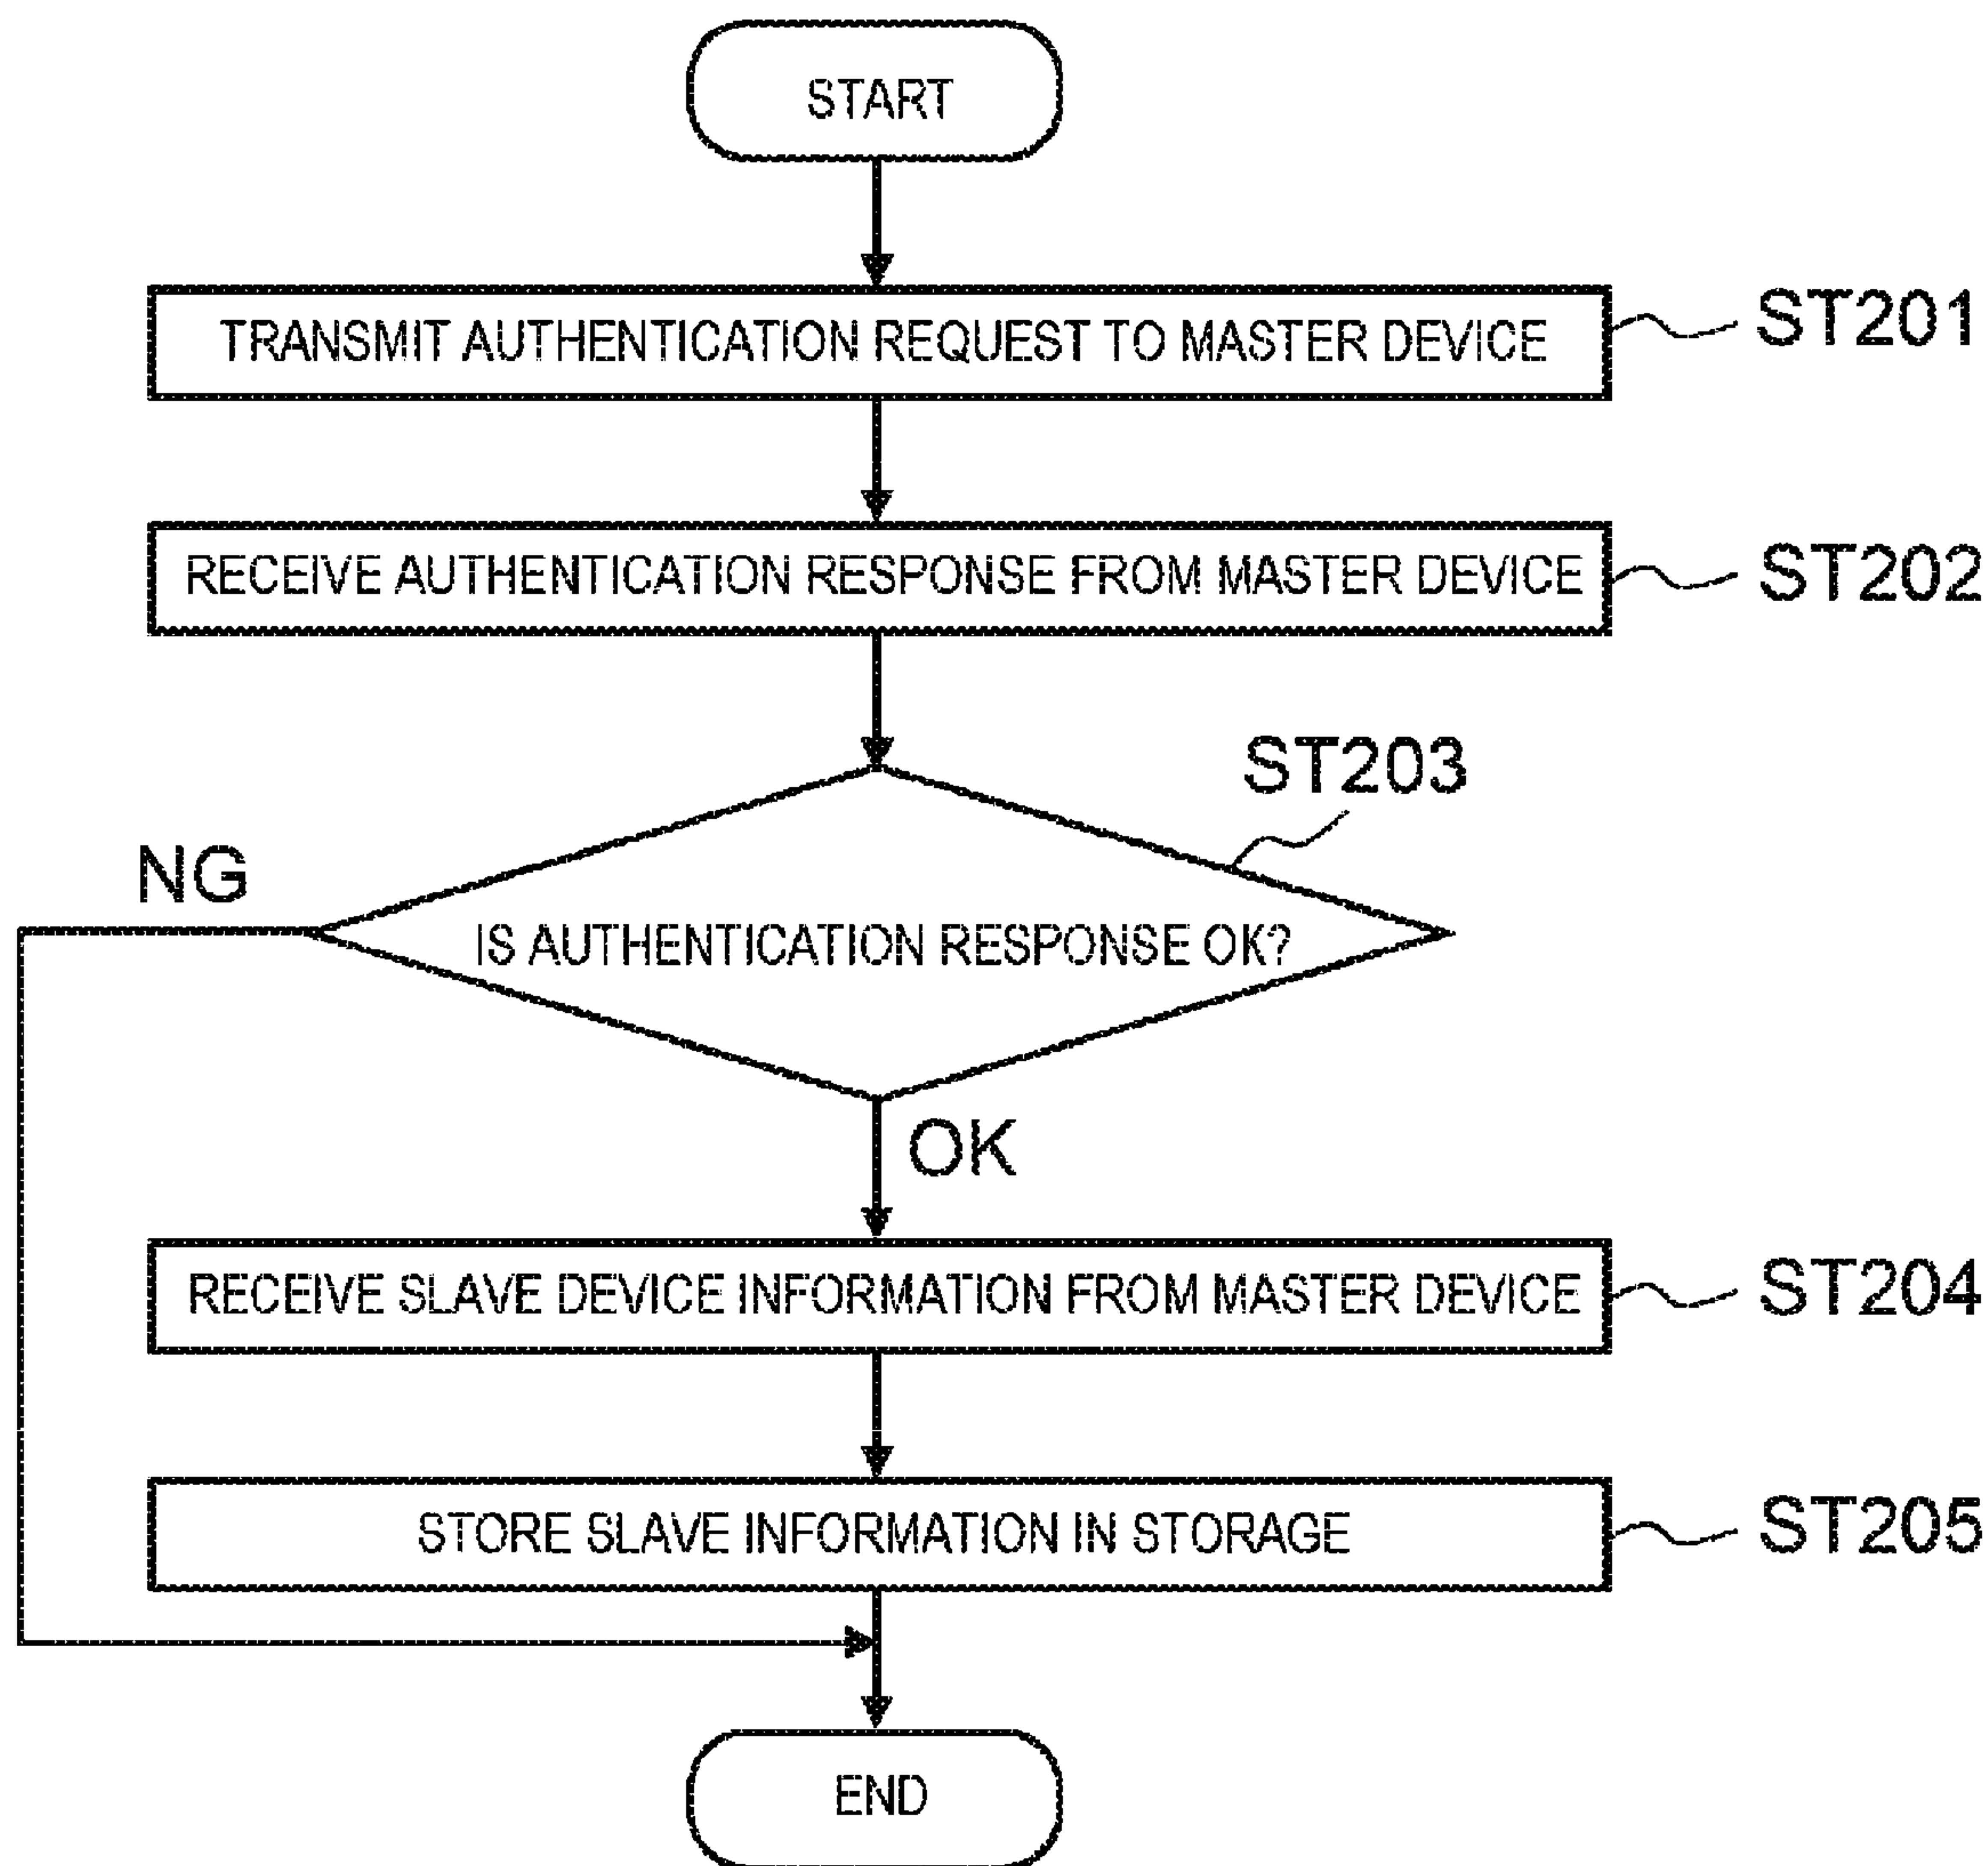 START
TRANSMIT AUTHENTICATION REQUEST TO MASTER DEVICE
ST201
RECEIVE AUTHENTICATION RESPONSE FROM MASTER DEVICE
ST202
ST203
NG
IS AUTHENTICATION RESPONSE OK?
OK
RECEIVE SLAVE DEVICE INFORMATION FROM MASTER DEVICE
ST204
STORE SLAVE INFORMATION IN STORAGE
ST205
END